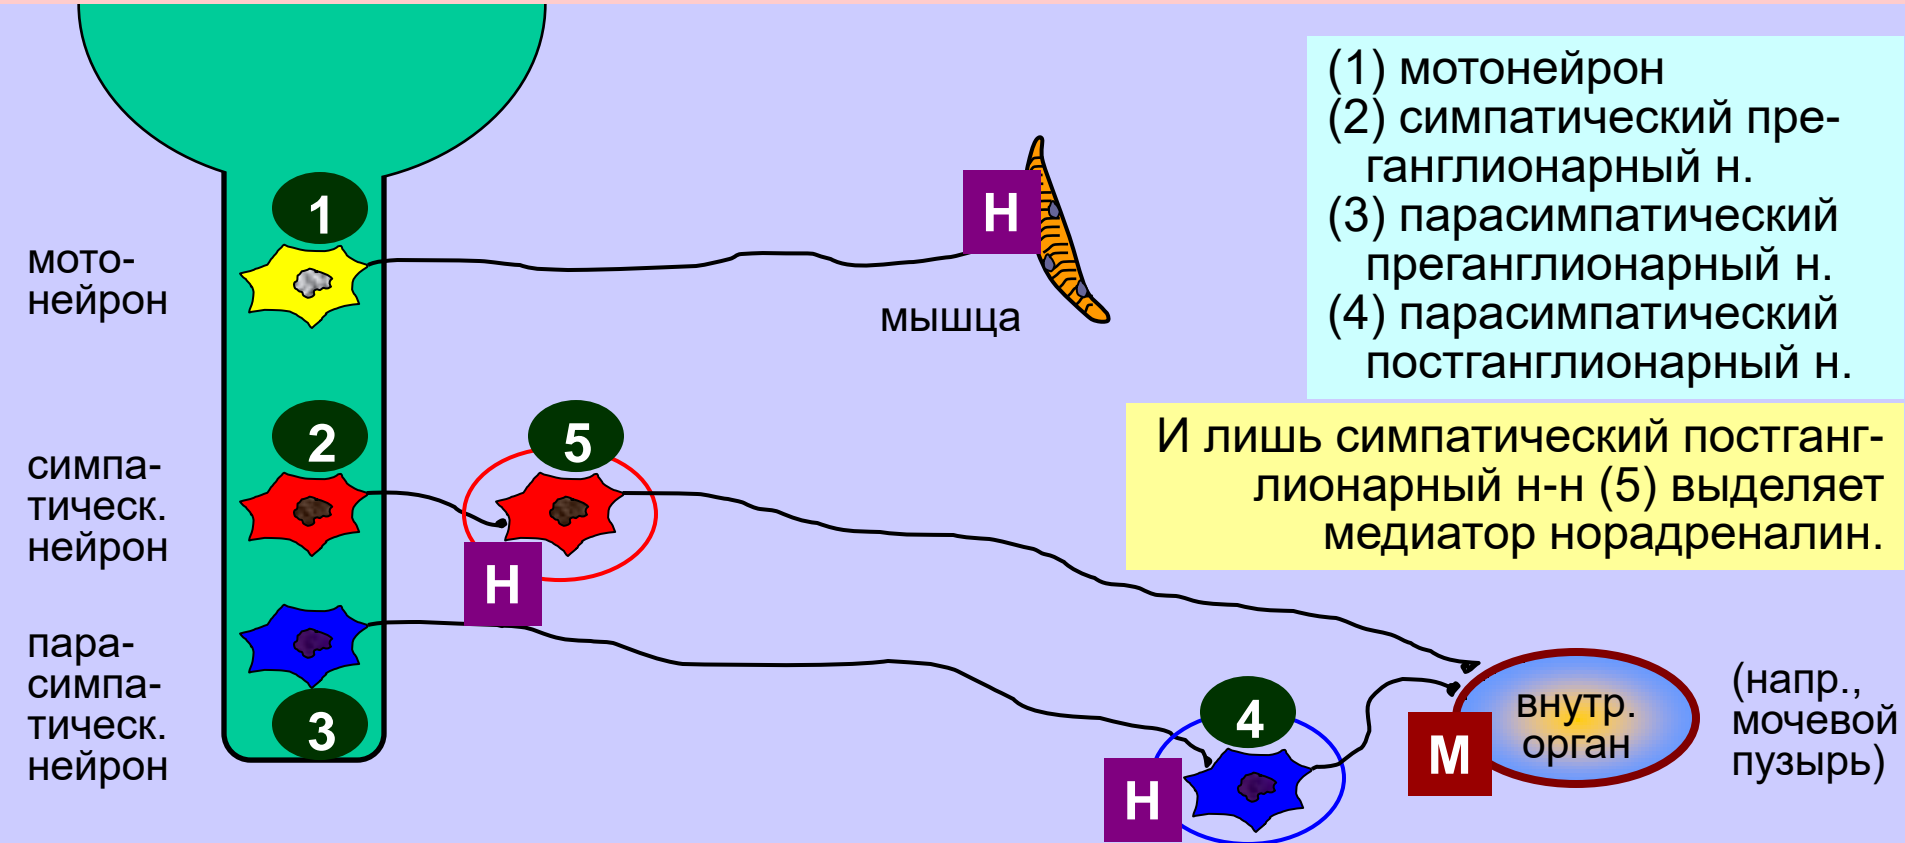 (1) мотонейрон
(2) симпатический пре-
ганглионарный н.
(3) парасимпатический
преганглионарный н.
(4) парасимпатический
постганглионарный н.
И лишь симпатический постганг-
лионарный н-н (5) выделяет
медиатор норадреналин.
1
мото-
нейрон
Н
мышца
2
5
симпа-
тическ.
нейрон
Н
пара-
симпа-
тическ.
нейрон
3
4
Н
М
внутр.
орган
(напр.,
мочевой
пузырь)